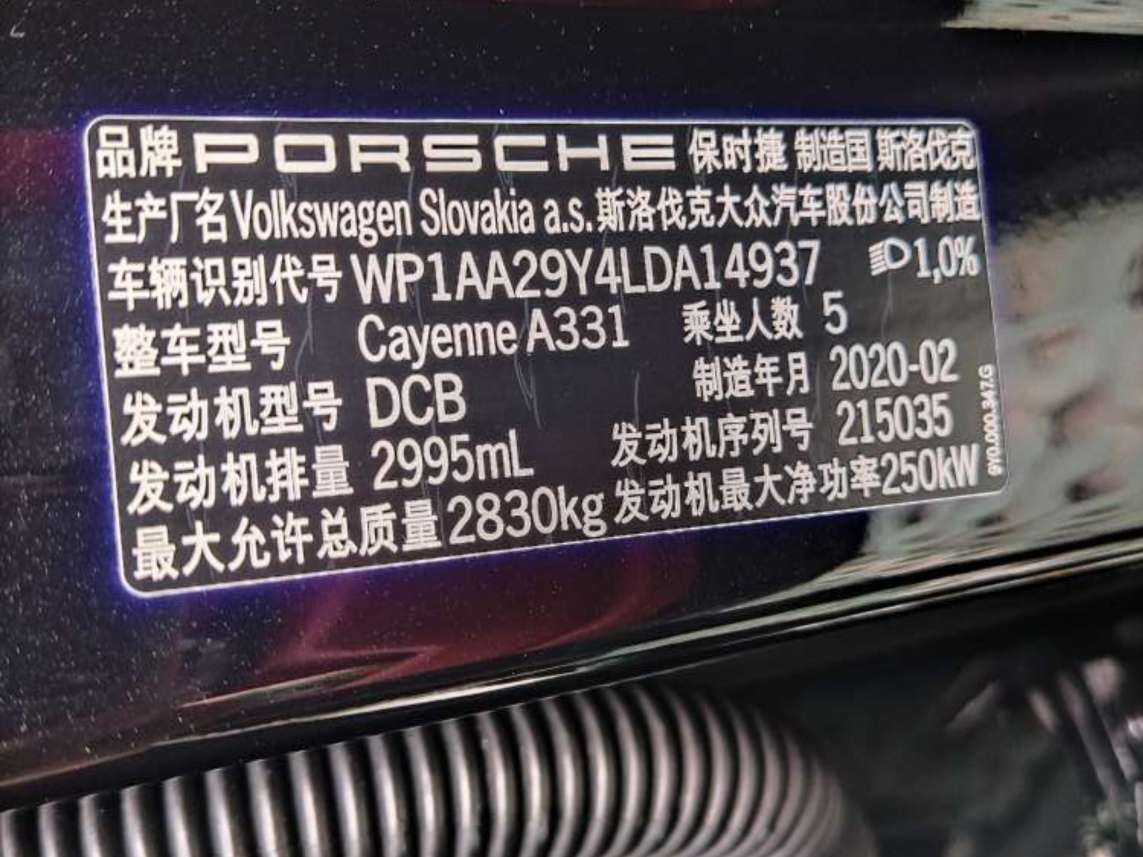 品牌 PORSCHE 保时捷 制造国 斯洛伐克
生产厂名 Volkswagen Slovakia a.s. 斯洛伐克大众汽车股份公司制造
车辆识别代号 WP1AA29Y4LDA14937 1,0%
整车型号 Cayenne A331 乘坐人数 5
发动机型号 DCB 制造年月 2020-02
发动机排量 2995mL 发动机序列号 215035
最大允许总质量 2830kg 发动机最大净功率 250kW
9Y0.000.347.G